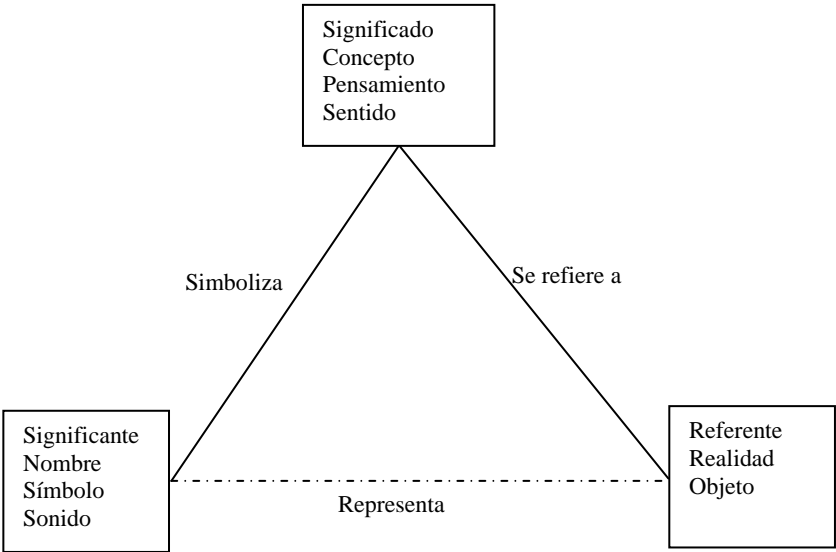 Significado
Concepto
Pensamiento
Sentido
Simboliza
Se refiere a
Significante
Nombre
Símbolo
Sonido
Referente
Realidad
Objeto
Representa